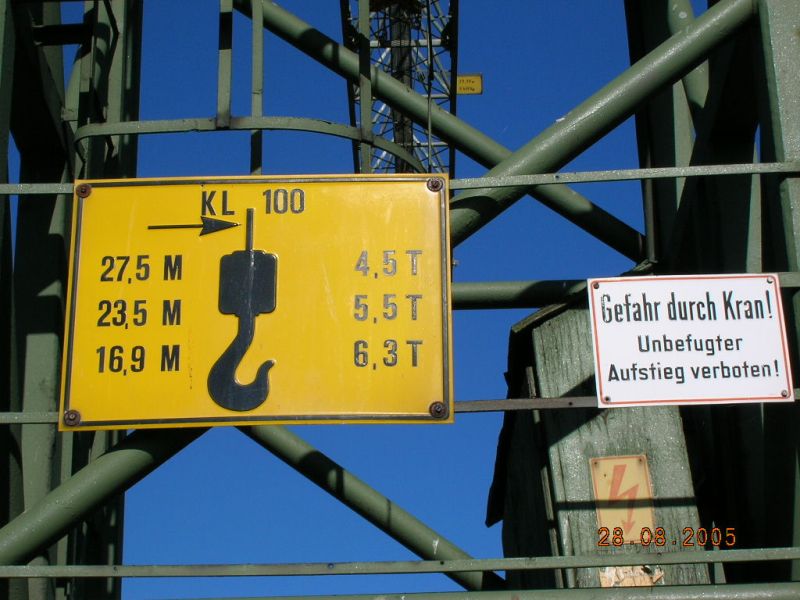 KL 100
27,5 M 4,5 T
23,5 M 5,5 T
16,9 M 6,3 T
Gefahr durch Kran!
Unbefugter
Aufstieg verboten!
28.08.2005